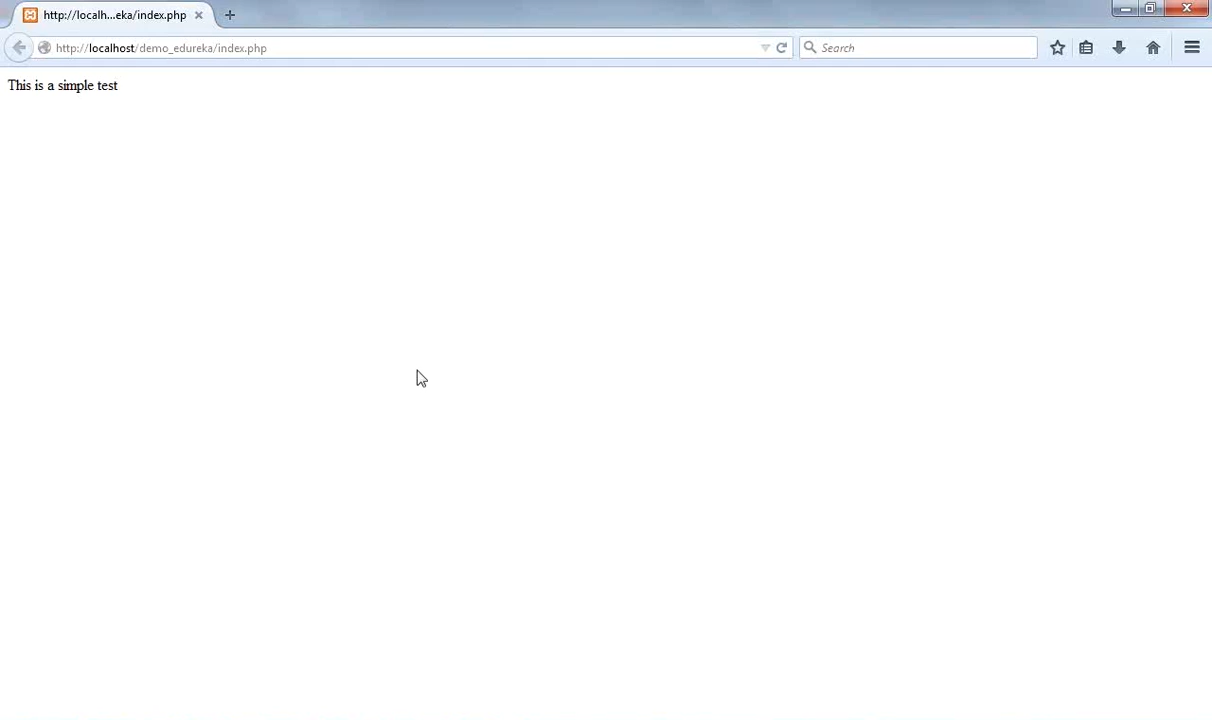 http://localh...eka/index.php
http://localhost/demo_edureka/index.php
Search
This is a simple test